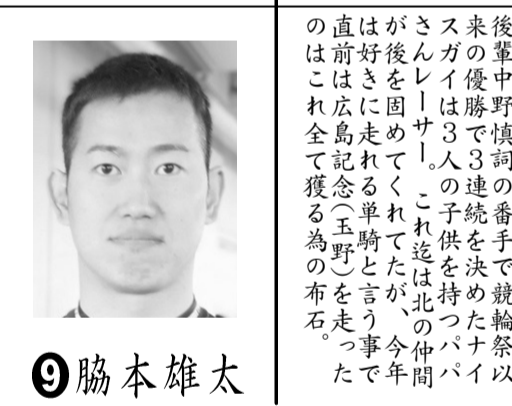 後輩中野慎詞の番手で競輪祭以
来の優勝で３連続を決めたナイ
スガイは３人の子供を持つパパ
さんレーサー。これ迄は北の仲間
が後を固めてくれてたが、今年
は好きに走れる単騎と言う事で
直前は広島記念（玉野）を走った
のはこれ全て獲る為の布石。
❾脇本雄太